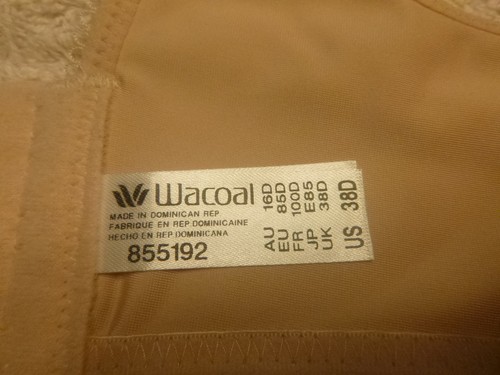 Wacoal
MADE IN DOMINICAN REP
FABRIQUE EN REP.DOMINICAINE
HECHO EN REP.DOMINICANA
855192
AU 16D
EU 85D
FR 100D
JP E85
UK 38D
US 38D